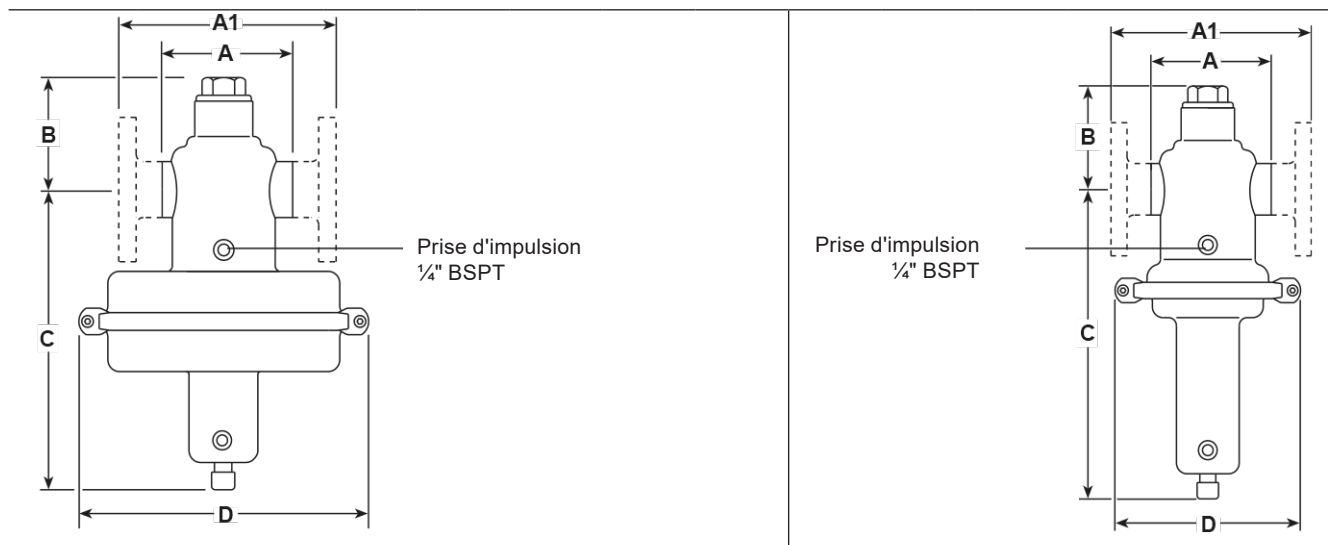 A1
A
B
Prise d'impulsion
¼" BSPT
C
D
A1
A
B
Prise d'impulsion
¼" BSPT
C
D